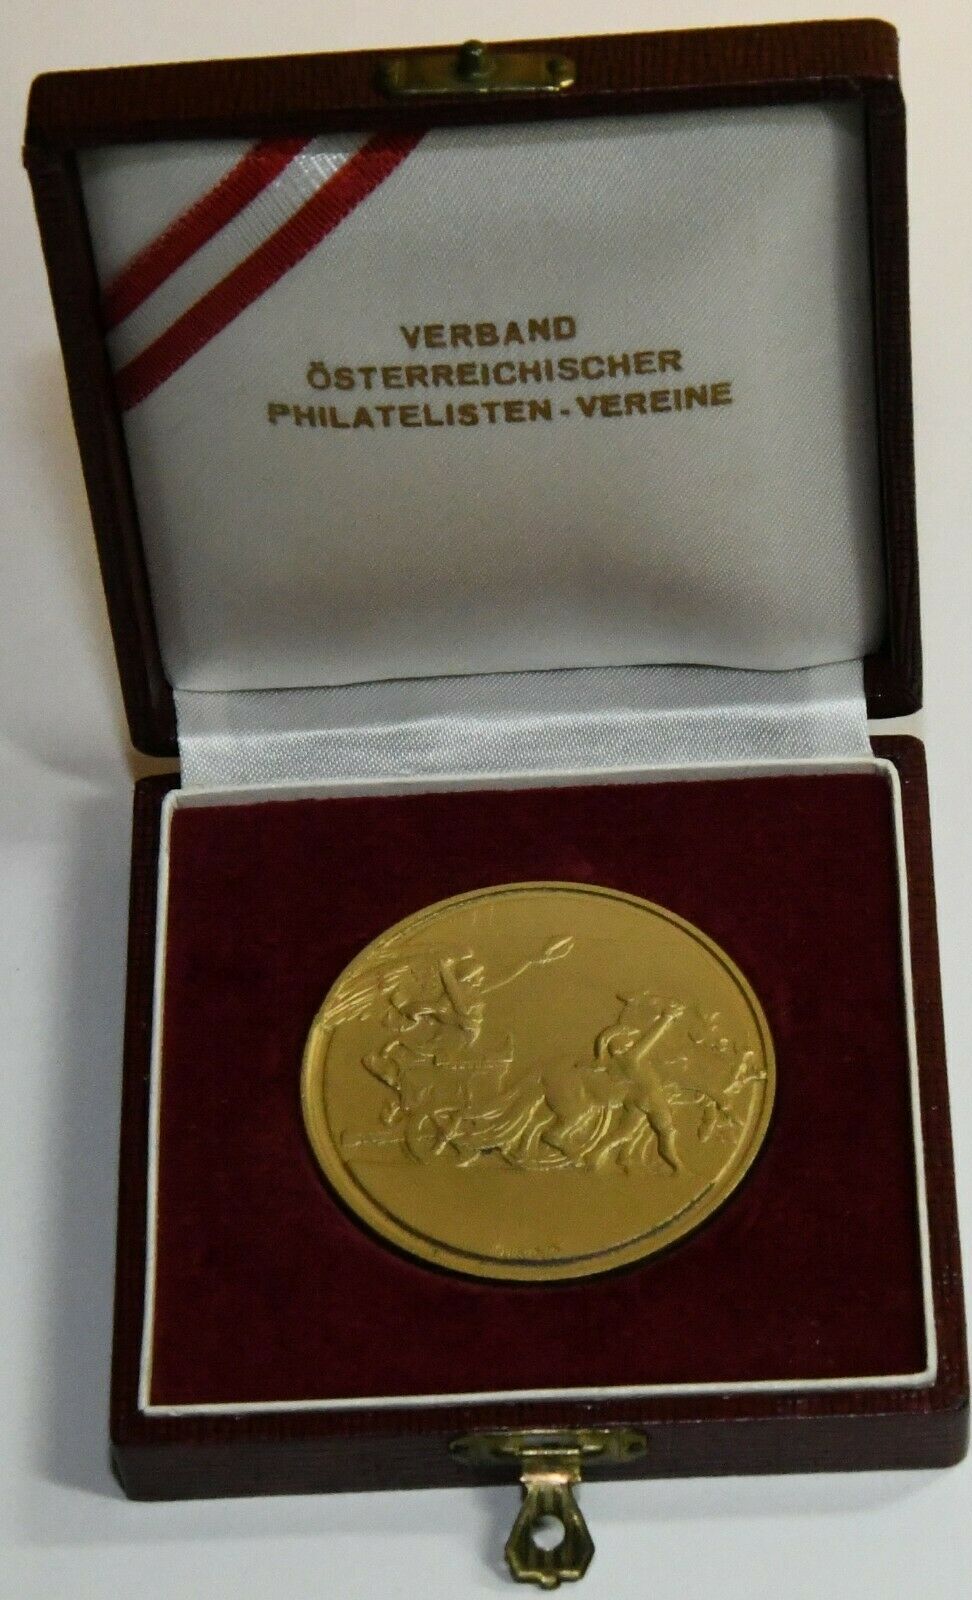 VERBAND
ÖSTERREICHISCHER
PHILATELISTEN-VEREINE